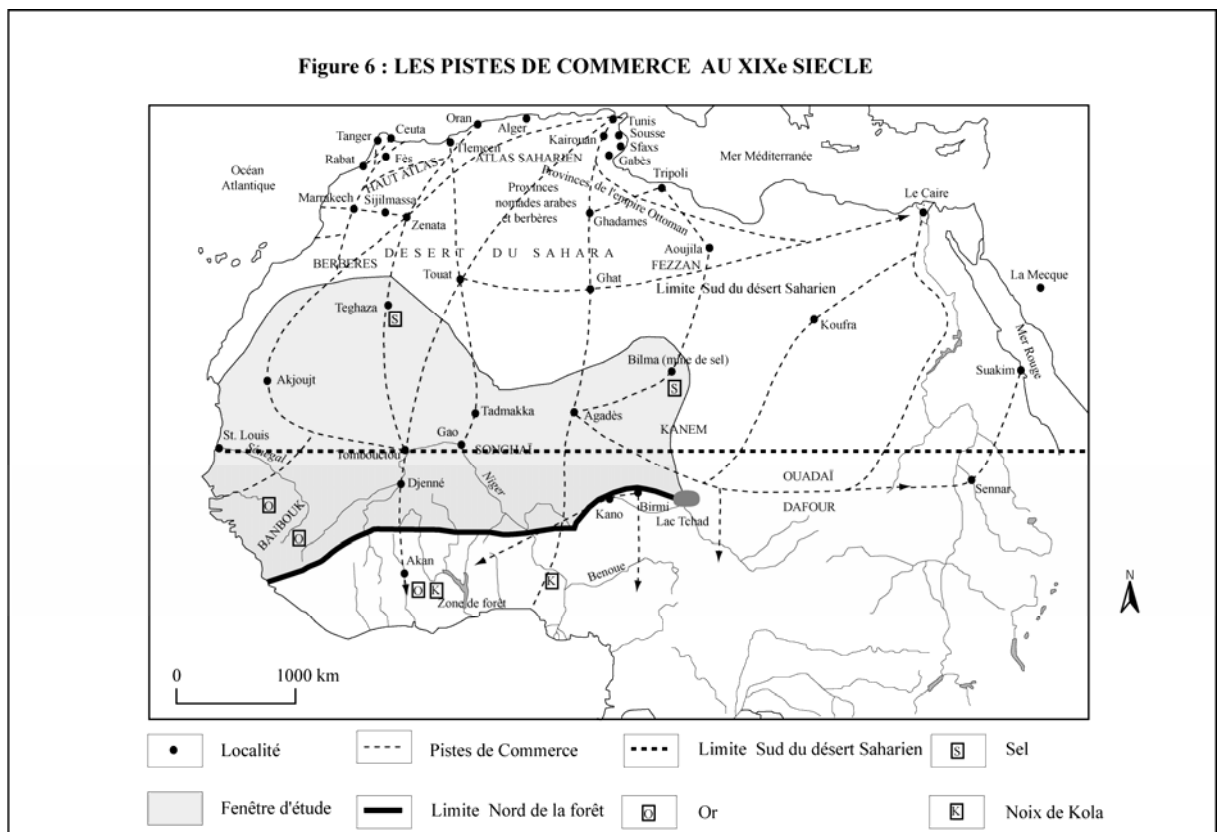 Figure 6 : LES PISTES DE COMMERCE AU XIXe SIECLE
Océan
Atlantique
Mer Méditerranée
Tanger
Ceuta
Oran
Alger
Tunis
Kairouan
Sousse
Sfaxs
Gabès
Rabat
Fès
Tlemcen
HAUT ATLAS
ATLAS SAHARIEN
Tripoli
Le Caire
Marrakech
Sijilmassa
Zenata
Provinces
nomades arabes
et berbères
Provinces de l'empire Ottoman
Ghadames
Aoujila
BERBERES
DESERT DU SAHARA
FEZZAN
Touat
Ghat
Limite Sud du désert Saharien
La Mecque
Teghaza
S
Koufra
Mer Rouge
Bilma (mine de sel)
S
Suakim
Akjoujt
Tadmakka
Agadès
KANEM
St. Louis
Sénégal
Gao
SONGHAÏ
Tombouctou
Djenné
Niger
OUADAÏ
Sennar
O
BANBOUK
O
Kano
Birmi
Lac Tchad
DAFOUR
Akan
O
K
K
Benoue
Zone de forêt
N
0
1000 km
Localité
Pistes de Commerce
Limite Sud du désert Saharien
S
Sel
Fenêtre d'étude
Limite Nord de la forêt
O
Or
K
Noix de Kola